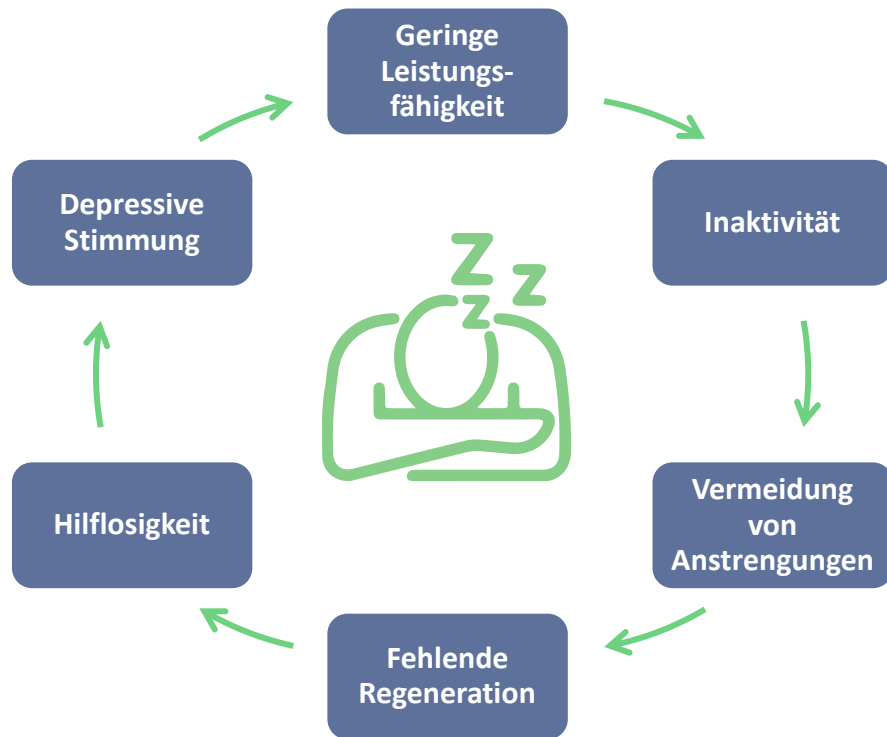 Geringe
Leistungs-
fähigkeit
Inaktivität
Vermeidung
von
Anstrengungen
Fehlende
Regeneration
Hilflosigkeit
Depressive
Stimmung
Z
Z
Z